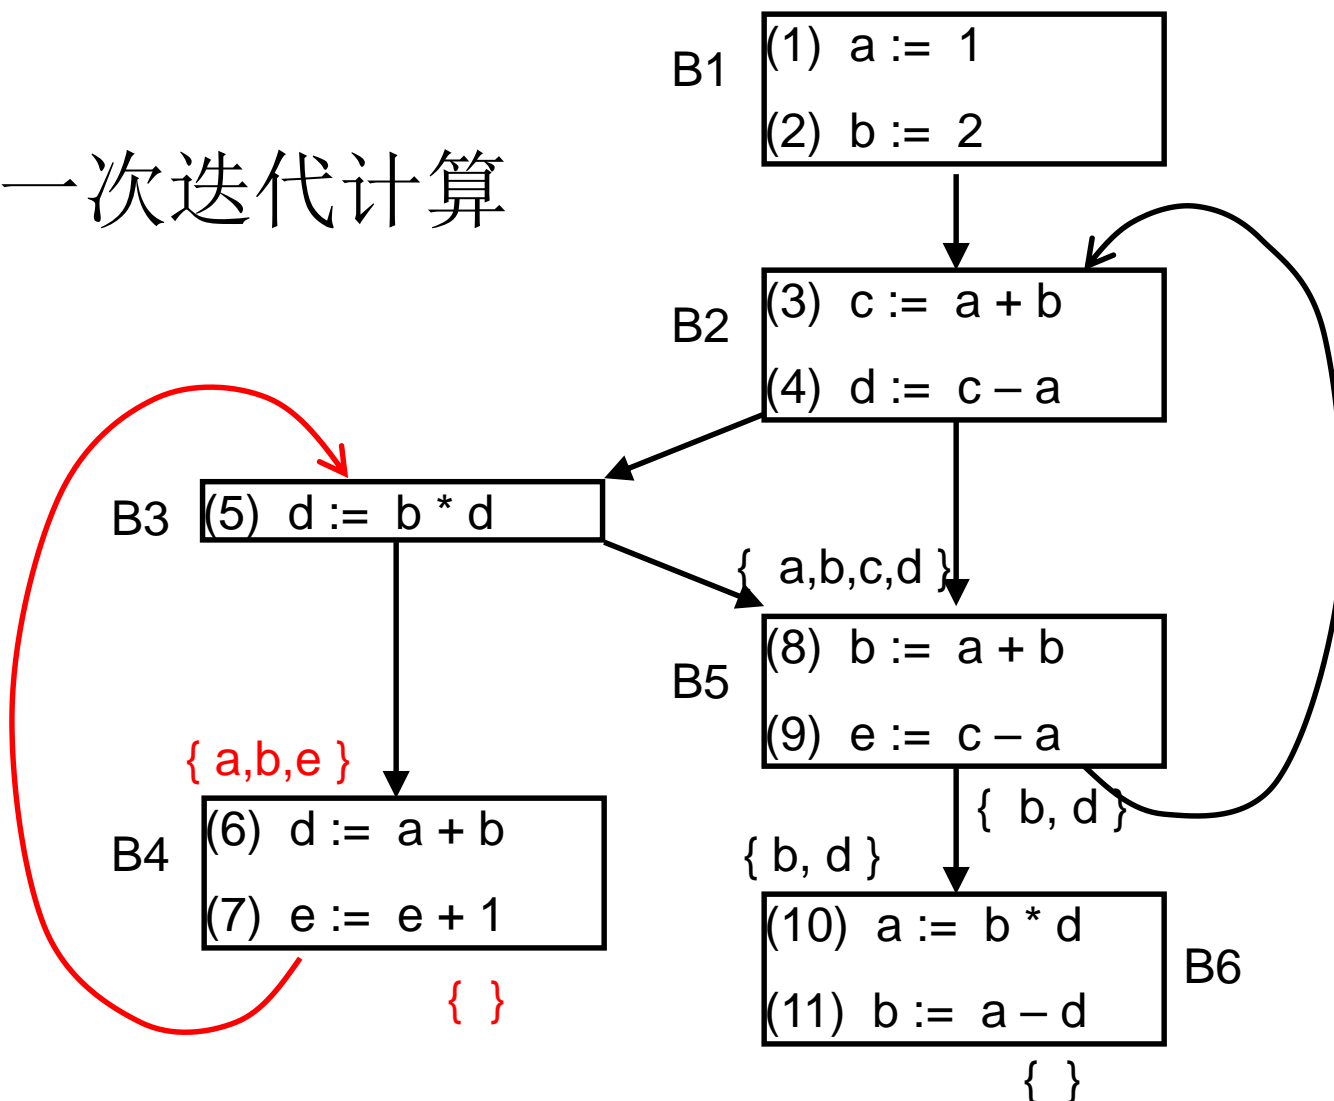 一次迭代计算
B1
(1) a := 1
(2) b := 2
B2
(3) c := a + b
(4) d := c – a
B3
(5) d := b * d
{ a,b,c,d }
B5
(8) b := a + b
(9) e := c – a
{ a,b,e }
B4
(6) d := a + b
(7) e := e + 1
{ }
{ b, d }
{ b, d }
(10) a := b * d
(11) b := a – d
B6
{ }